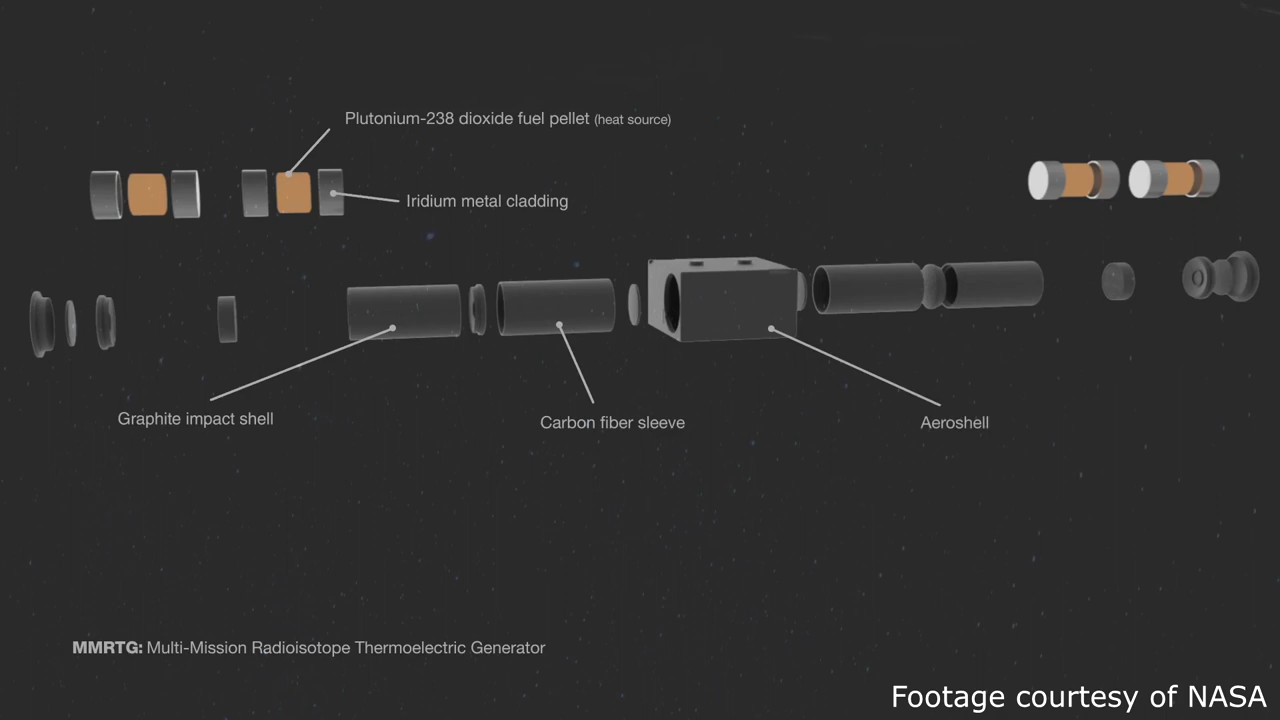 Plutonium-238 dioxide fuel pellet (heat source)
Iridium metal cladding
Graphite impact shell
Carbon fiber sleeve
Aeroshell
MMRTG: Multi-Mission Radioisotope Thermoelectric Generator
Footage courtesy of NASA